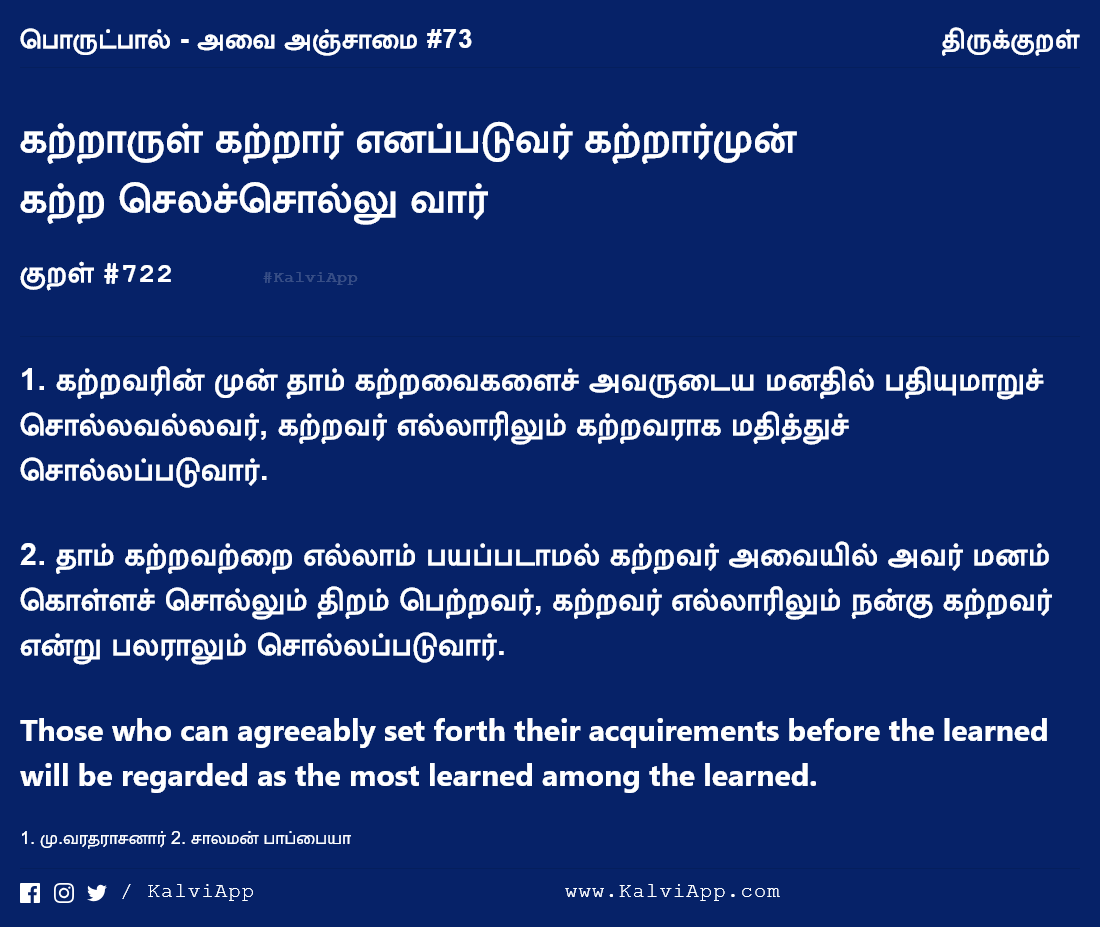 பொருட்பால் - அவை அஞ்சாமை #73
திருக்குறள்
கற்றாருள் கற்றார் எனப்படுவர் கற்றார்முன்
கற்ற செலச்சொல்லு வார்
குறள் #722
#KalviApp
1. கற்றவரின் முன் தாம் கற்றவைகளைச் அவருடைய மனதில் பதியுமாறுச்
சொல்லவல்லவர், கற்றவர் எல்லாரிலும் கற்றவராக மதித்துச்
சொல்லப்படுவார்.
2. தாம் கற்றவற்றை எல்லாம் பயப்படாமல் கற்றவர் அவையில் அவர் மனம்
கொள்ளச் சொல்லும் திறம் பெற்றவர், கற்றவர் எல்லாரிலும் நன்கு கற்றவர்
என்று பலராலும் சொல்லப்படுவார்.
Those who can agreeably set forth their acquirements before the learned
will be regarded as the most learned among the learned.
1. மு.வரதராசனார் 2. சாலமன் பாப்பையா
/ KalviApp
www.KalviApp.com